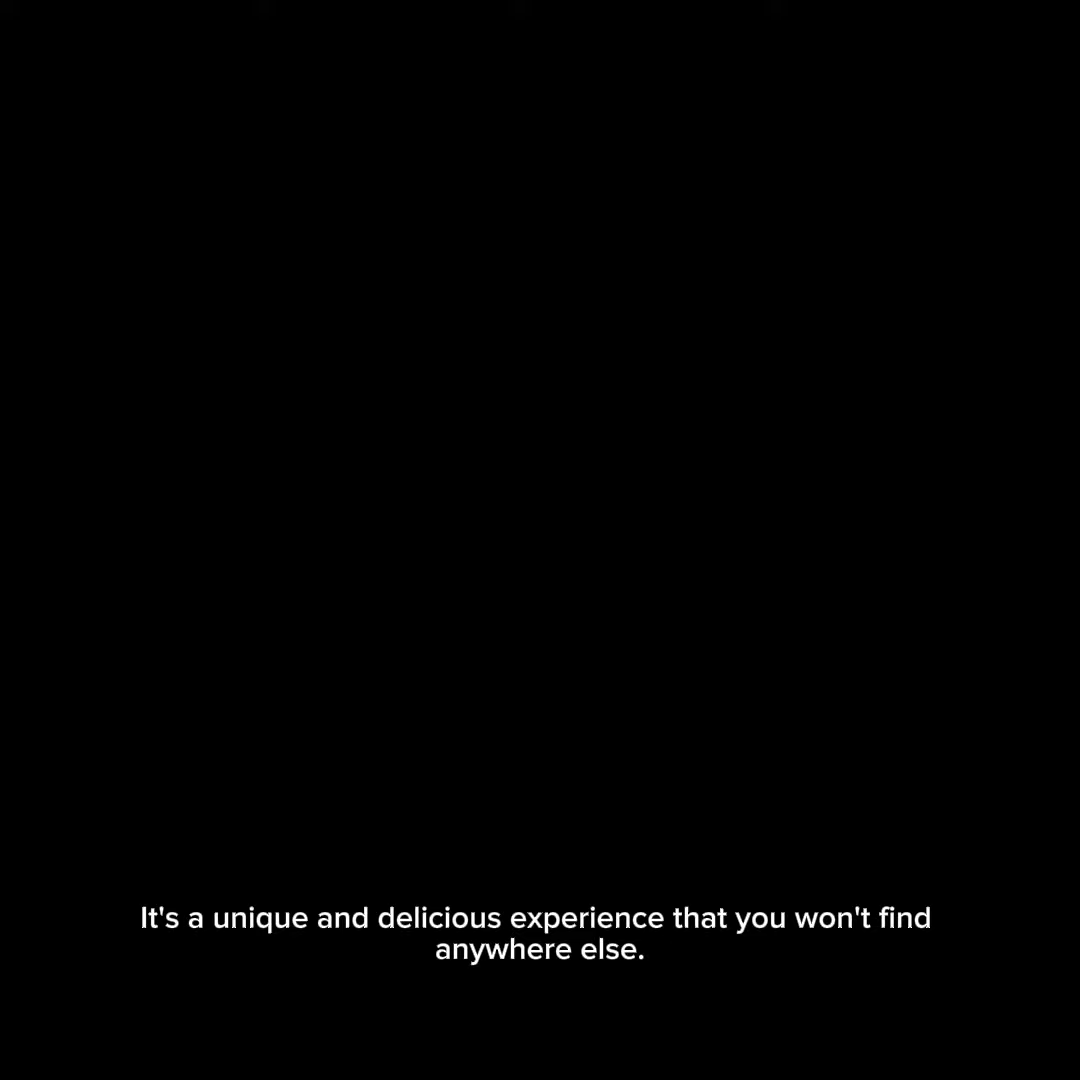 It's a unique and delicious experience that you won't find
anywhere else.